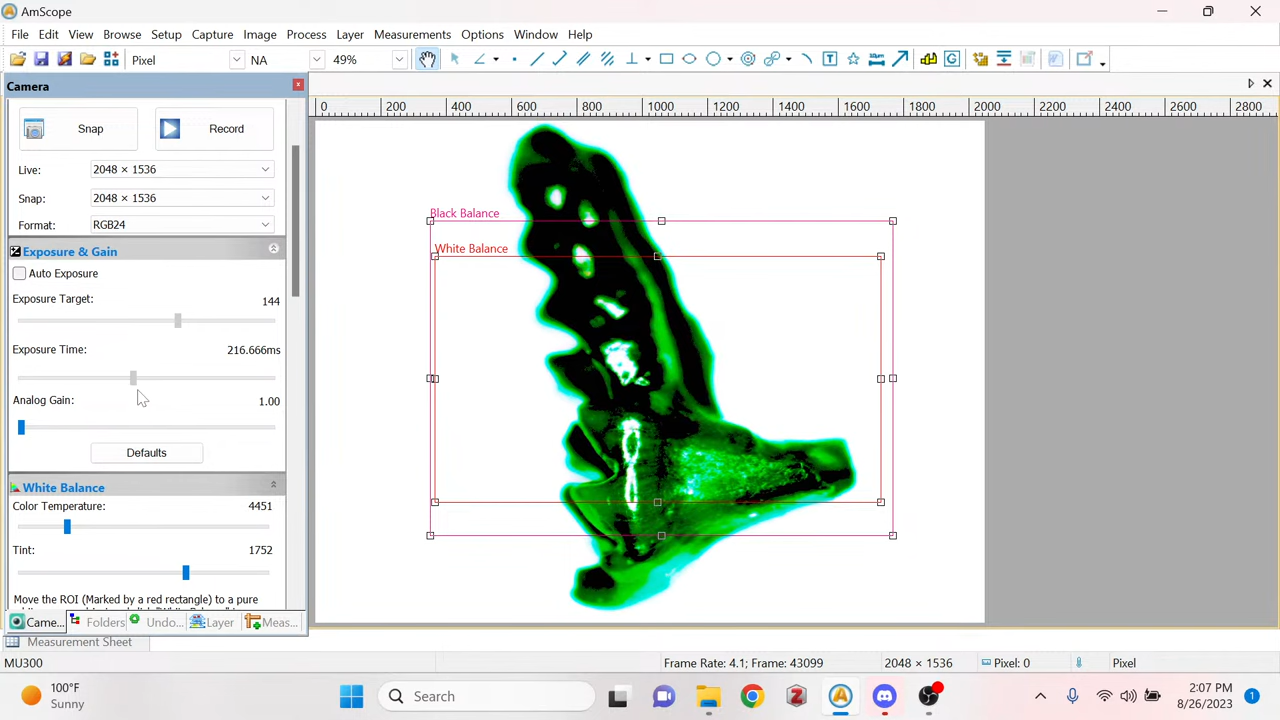 AmScope
File Edit View Browse Setup Capture Image Process Layer Measurements Options Window Help
Pixel NA 49%
Camera
0 200 400 600 800 1000 1200 1400 1600 1800 2000 2200 2400 2600 2800
Snap Record
Live: 2048 × 1536
Snap: 2048 × 1536
Format: RGB24
Exposure & Gain
Auto Exposure
Exposure Target: 144
Exposure Time: 216.666ms
Analog Gain: 1.00
Defaults
White Balance
Color Temperature: 4451
Tint: 1752
Move the ROI (Marked by a red rectangle) to a pure
Black Balance
White Balance
Came... Folders Undo... Layer Meas...
Measurement Sheet
MU300 Frame Rate: 4.1; Frame: 43099 2048 × 1536 Pixel: 0 Pixel
100°F
Sunny
Search
2:07 PM
8/26/2023
1